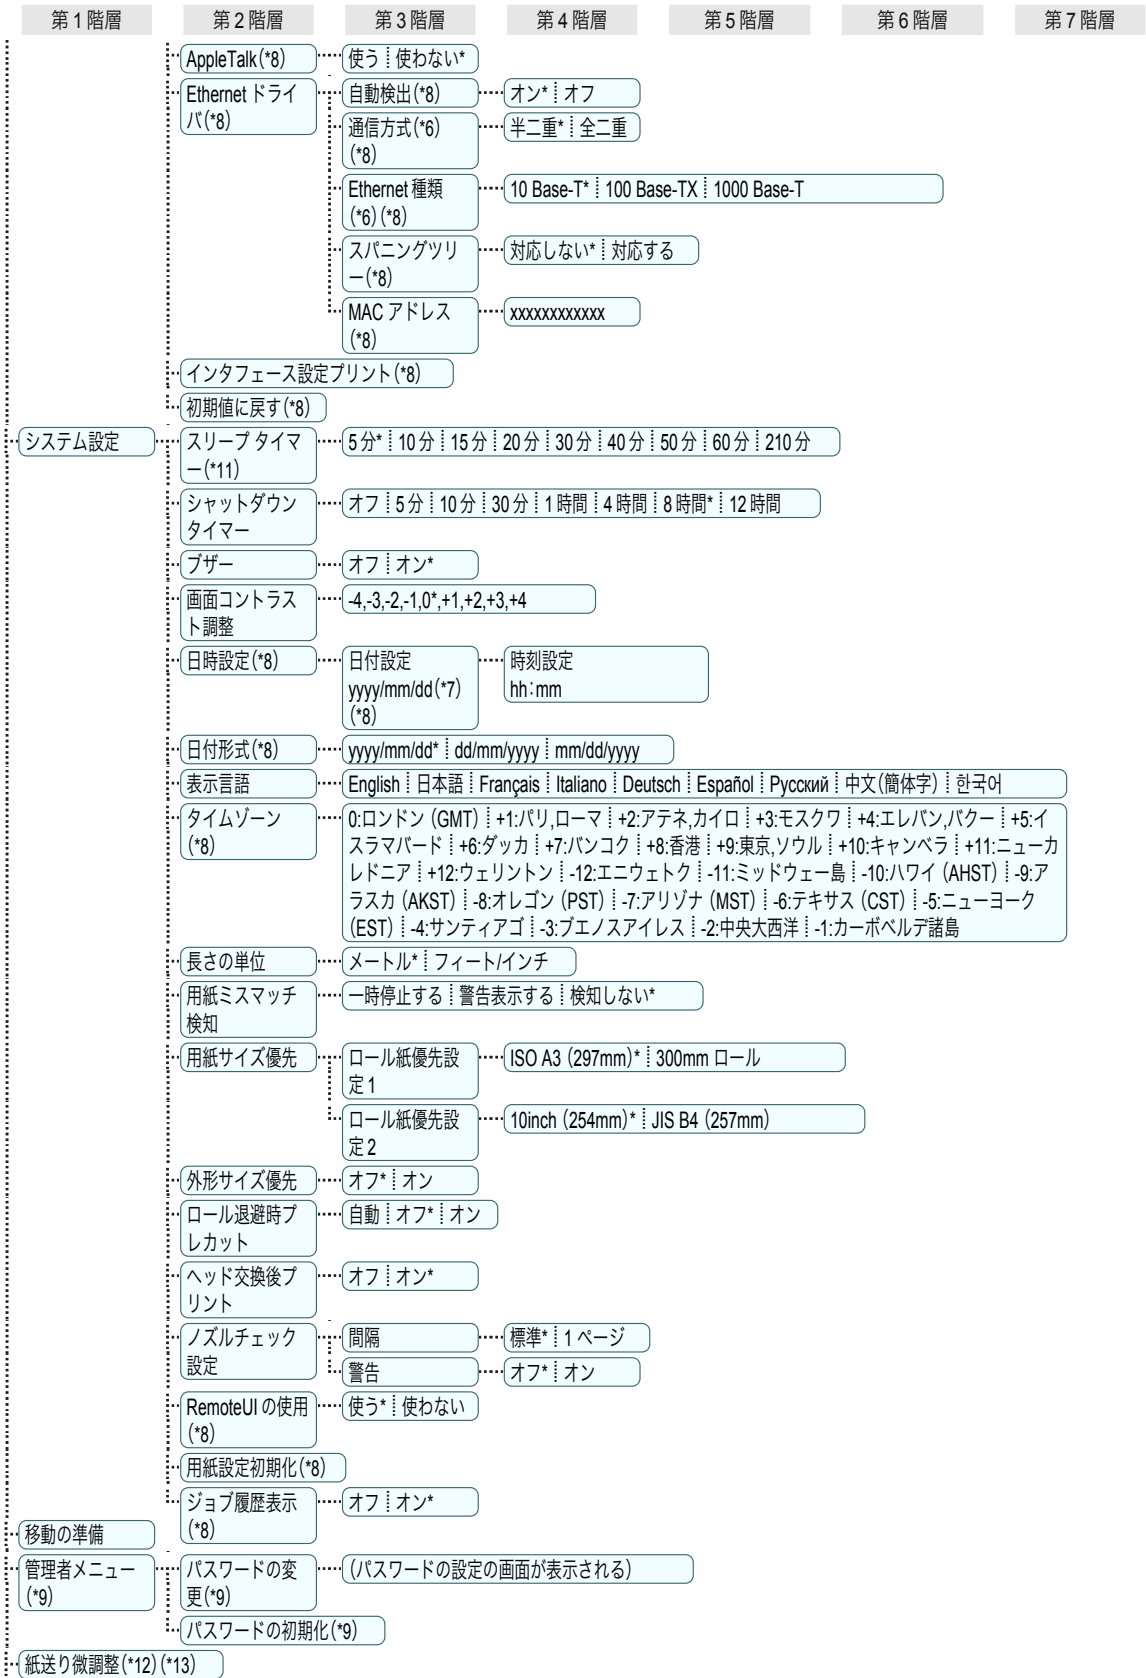 第1階層 第2階層 第3階層 第4階層 第5階層 第6階層 第7階層
AppleTalk(*8) 使う 使わない*
Ethernet ドライ 自動検出(*8) オン* オフ
バ(*8)
通信方式(*6) 半二重* 全二重
(*8)
Ethernet 種類 10 Base-T* 100 Base-TX 1000 Base-T
(*6) (*8)
スパニングツリ 対応しない* 対応する
ー(*8)
MAC アドレス xxxxxxxxxxxx
(*8)
インタフェース設定プリント(*8)
初期値に戻す(*8)
システム設定 スリープ タイマ 5分* 10分 15分 20分 30分 40分 50分 60分 210分
ー(*11)
シャットダウン オフ 5分 10分 30分 1時間 4時間 8時間* 12時間
タイマー
ブザー オフ オン*
画面コントラス -4,-3,-2,-1,0*,+1,+2,+3,+4
ト調整
日時設定(*8) 日付設定 時刻設定
yyyy/mm/dd(*7) hh:mm
(*8)
日付形式(*8) yyyy/mm/dd* dd/mm/yyyy mm/dd/yyyy
表示言語 English 日本語 Français Italiano Deutsch Español Русский 中文(簡体字) 한국어
タイムゾーン 0:ロンドン (GMT) +1:パリ,ローマ +2:アテネ,カイロ +3:モスクワ +4:エレバン,バクー +5:イ
(*8) スラマバード +6:ダッカ +7:バンコク +8:香港 +9:東京,ソウル +10:キャンベラ +11:ニューカ
レドニア +12:ウェリントン -12:エニウェトク -11:ミッドウェー島 -10:ハワイ (AHST) -9:ア
ラスカ (AKST) -8:オレゴン (PST) -7:アリゾナ (MST) -6:テキサス (CST) -5:ニューヨーク
(EST) -4:サンティアゴ -3:ブエノスアイレス -2:中央大西洋 -1:カーボベルデ諸島
長さの単位 メートル* フィート/インチ
用紙ミスマッチ 一時停止する 警告表示する 検知しない*
検知
用紙サイズ優先 ロール紙優先設 ISO A3 (297mm)* 300mm ロール
定1
ロール紙優先設 10inch (254mm)* JIS B4 (257mm)
定2
外形サイズ優先 オフ* オン
ロール退避時プ 自動 オフ* オン
レカット
ヘッド交換後プ オフ オン*
リント
ノズルチェック 間隔 標準* 1ページ
設定 警告 オフ* オン
RemoteUI の使用 使う* 使わない
(*8)
用紙設定初期化(*8)
ジョブ履歴表示 オフ オン*
(*8)
移動の準備
管理者メニュー パスワードの変 (パスワードの設定の画面が表示される)
(*9) 更(*9)
パスワードの初期化(*9)
紙送り微調整(*12) (*13)